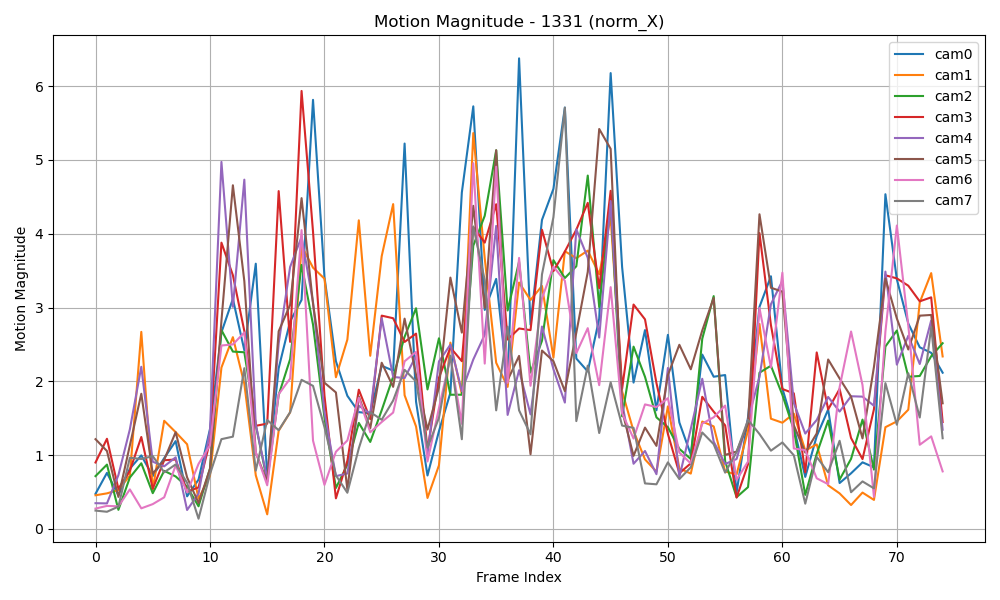 Motion Magnitude - 1331 (norm_X)
cam0
cam1
cam2
cam3
cam4
cam5
cam6
cam7
Motion Magnitude
6
5
4
3
2
1
0
0 10 20 30 40 50 60 70
Frame Index